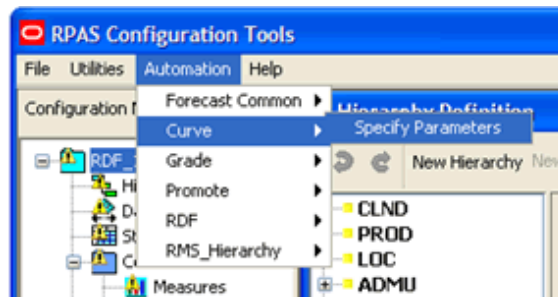 RPAS Configuration Tools
File Utilities Automation Help
Configuration
Forecast Common
Hierarchy Definition
Curve
Specify Parameters
RDF_
Grade
New Hierarchy
Promote
RDF
RMS_Hierarchy
CLND
PROD
LOC
ADMU
Measures